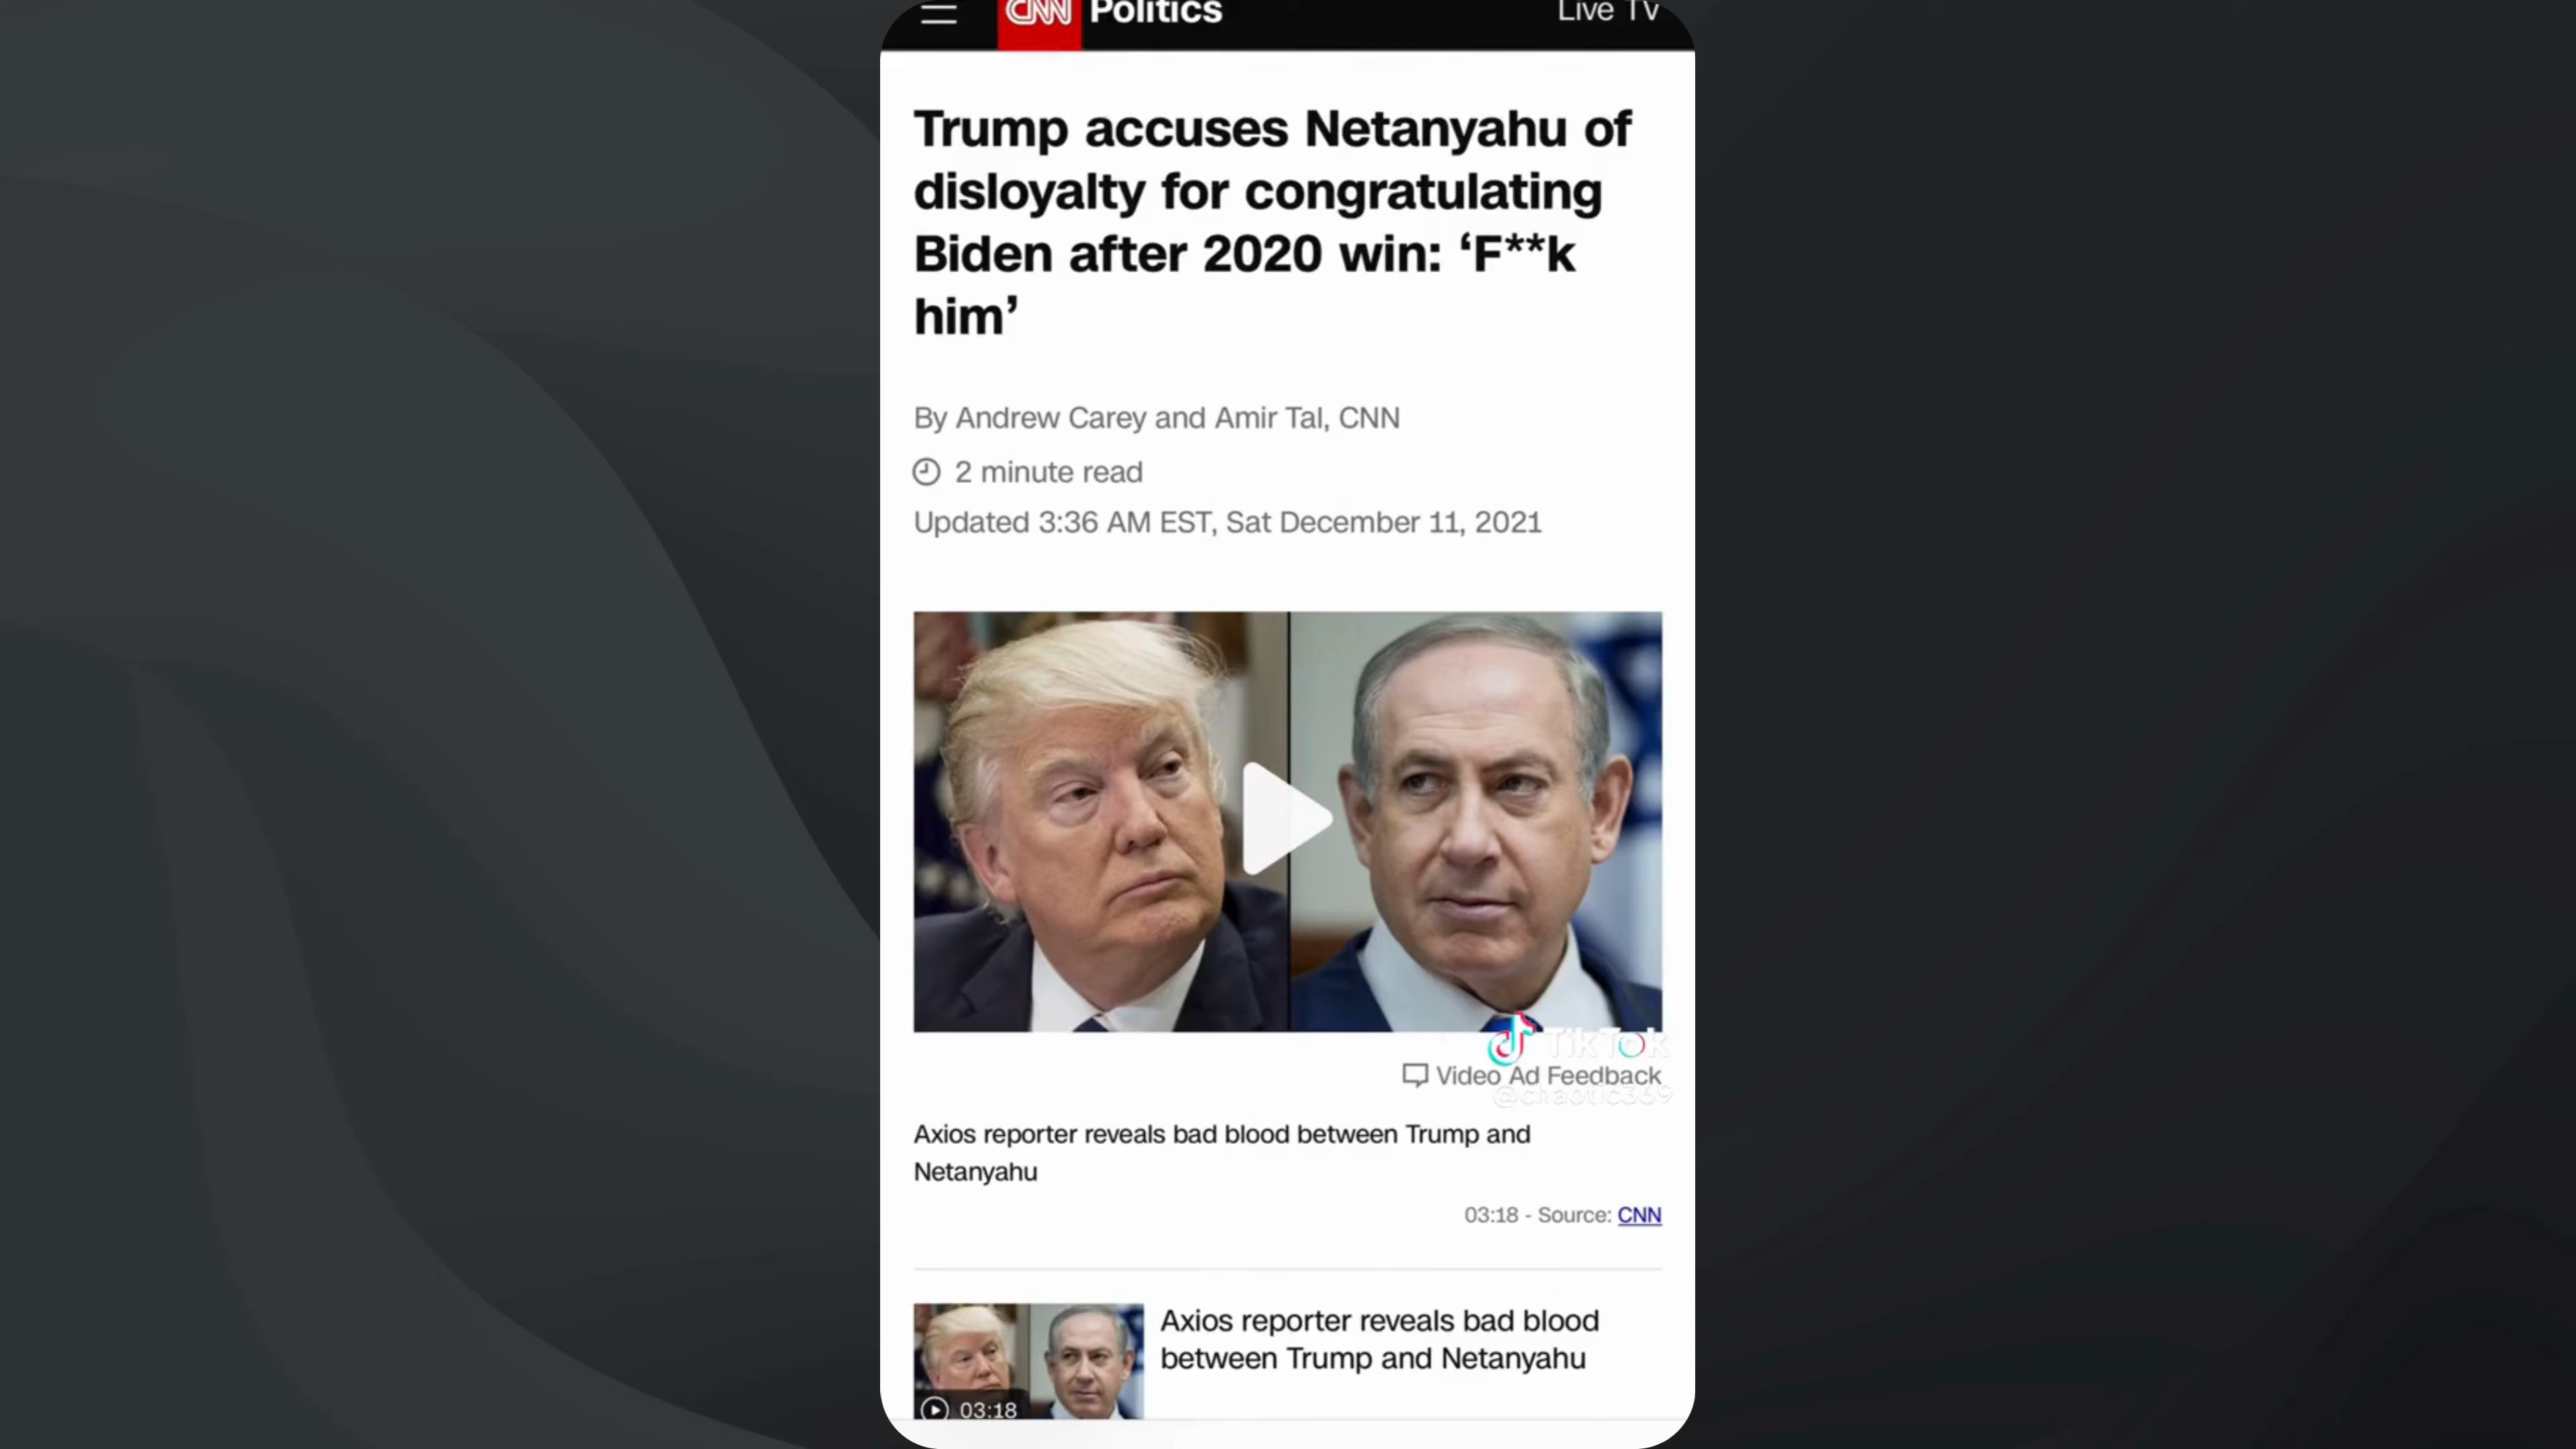 CNN Politics Live TV
Trump accuses Netanyahu of
disloyalty for congratulating
Biden after 2020 win: ‘F**k
him’
By Andrew Carey and Amir Tal, CNN
2 minute read
Updated 3:36 AM EST, Sat December 11, 2021
TikTok
Video Ad Feedback
@chaotic369
Axios reporter reveals bad blood between Trump and
Netanyahu
03:18 - Source: CNN
Axios reporter reveals bad blood
between Trump and Netanyahu
03:18